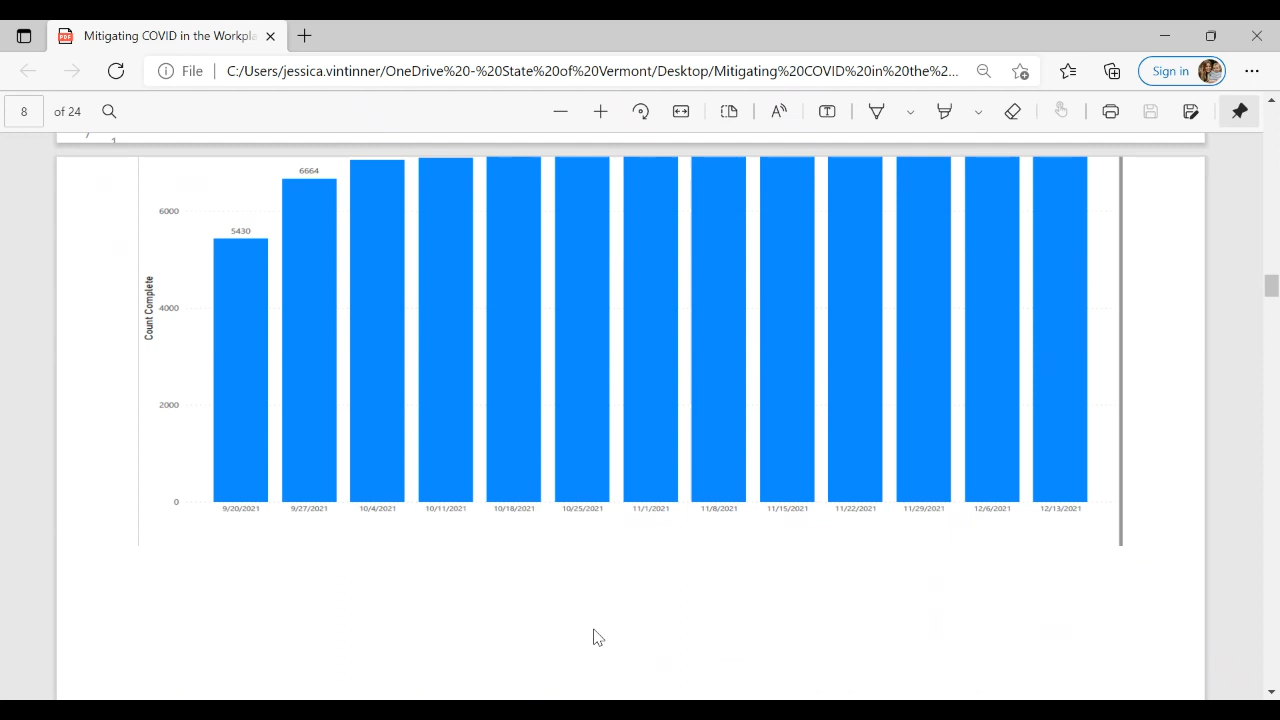 Mitigating COVID in the Workpla
File
C:/Users/jessica.vintinner/OneDrive%20-%20State%20of%20Vermont/Desktop/Mitigating%20COVID%20in%20the%2...
Sign in
8 of 24
6664
6000
5430
Count Complete
4000
2000
0
9/20/2021 9/27/2021 10/4/2021 10/11/2021 10/18/2021 10/25/2021 11/1/2021 11/8/2021 11/15/2021 11/22/2021 11/29/2021 12/6/2021 12/13/2021